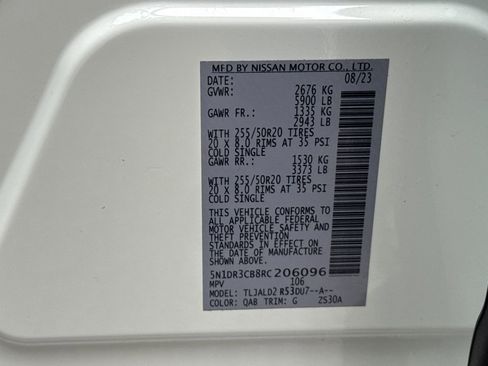 MFD BY NISSAN MOTOR CO., LTD.
DATE: 08/23
GVWR: 2676 KG
5900 LB
GAWR FR.: 1335 KG
2943 LB
WITH 255/50R20 TIRES
20 x 8.0 RIMS AT 35 PSI
COLD SINGLE
GAWR RR.: 1530 KG
3373 LB
WITH 255/50R20 TIRES
20 x 8.0 RIMS AT 35 PSI
COLD SINGLE
THIS VEHICLE CONFORMS TO
ALL APPLICABLE FEDERAL
MOTOR VEHICLE SAFETY AND
THEFT PREVENTION
STANDARDS IN EFFECT ON
THE DATE OF MANUFACTURE
SHOWN ABOVE.
5N1DR3CB8RC206096
MPV 106
MODEL: TLJALD2 R53DU7--A--
COLOR: QAB TRIM: G ZS30A